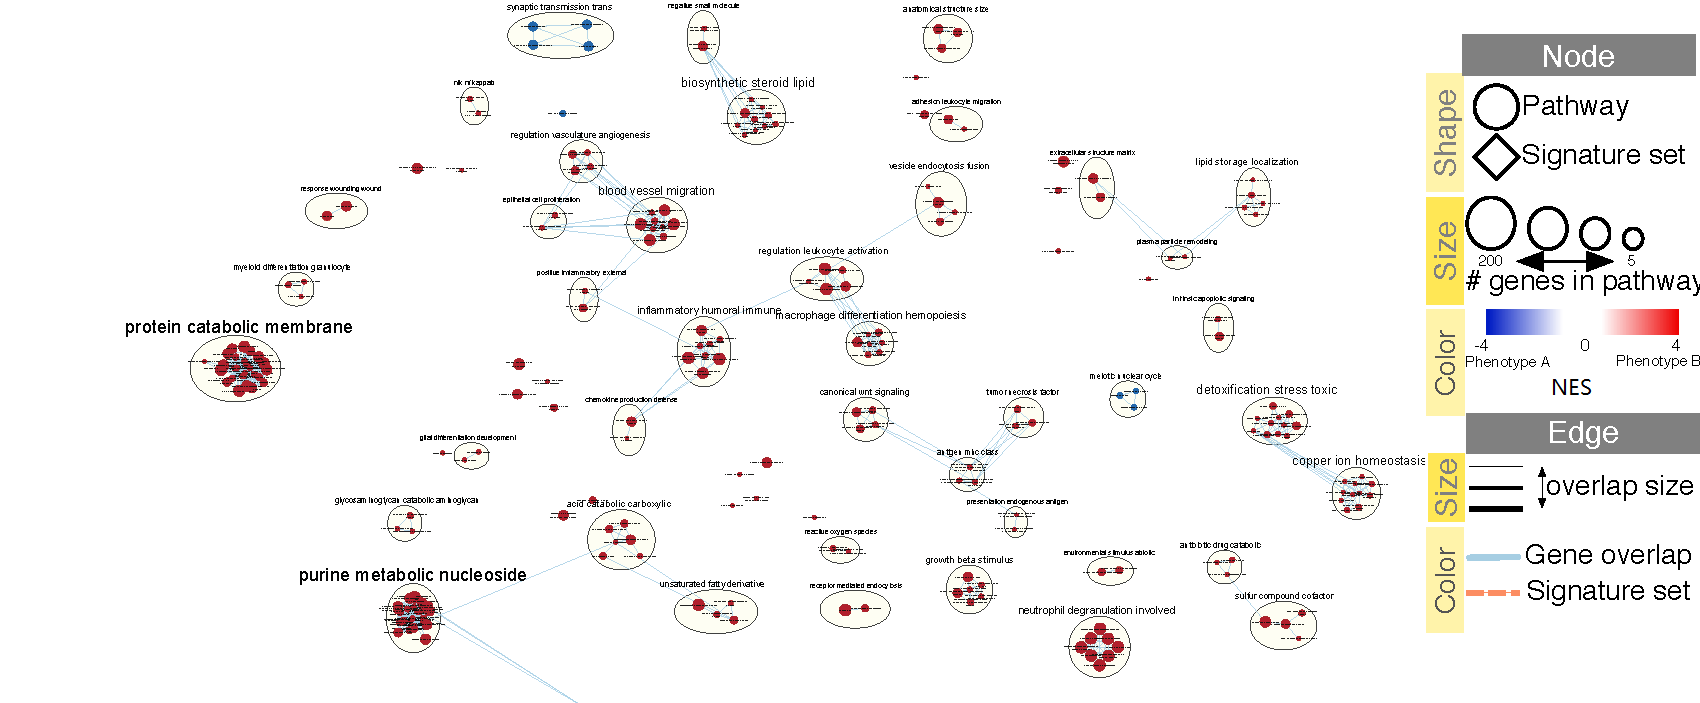 synaptic transmission trans
negative small molecule
anatomical structure size
biosynthetic steroid lipid
nik nf kappab
adhesion leukocyte migration
regulation vasculature angiogenesis
extracellular structure matrix
lipid storage localization
vesicle endocytosis fusion
response wounding wound
blood vessel migration
epithelial cell proliferation
plasma particle remodeling
regulation leukocyte activation
myeloid differentiation granulocyte
positive inflammatory external
intrinsic apoptotic signaling
inflammatory humoral immune
macrophage differentiation hemopoiesis
protein catabolic membrane
meiotic nuclear cycle
canonical wnt signaling
tumor necrosis factor
detoxification stress toxic
chemokine production defense
glial differentiation development
antigen mhc class
copper ion homeostasis
glycosaminoglycan catabolic aminoglycan
acid catabolic carboxylic
presentation endogenous antigen
reactive oxygen species
environmental stimulus abiotic
antibiotic drug catabolic
growth beta stimulus
purine metabolic nucleoside
unsaturated fatty derivative
receptor mediated endocytosis
sulfur compound cofactor
neutrophil degranulation involved
Node
Shape
Pathway
Signature set
Size
200
5
# genes in pathway
Color
-4
0
4
Phenotype A
Phenotype B
NES
Edge
Size
overlap size
Color
Gene overlap
Signature set